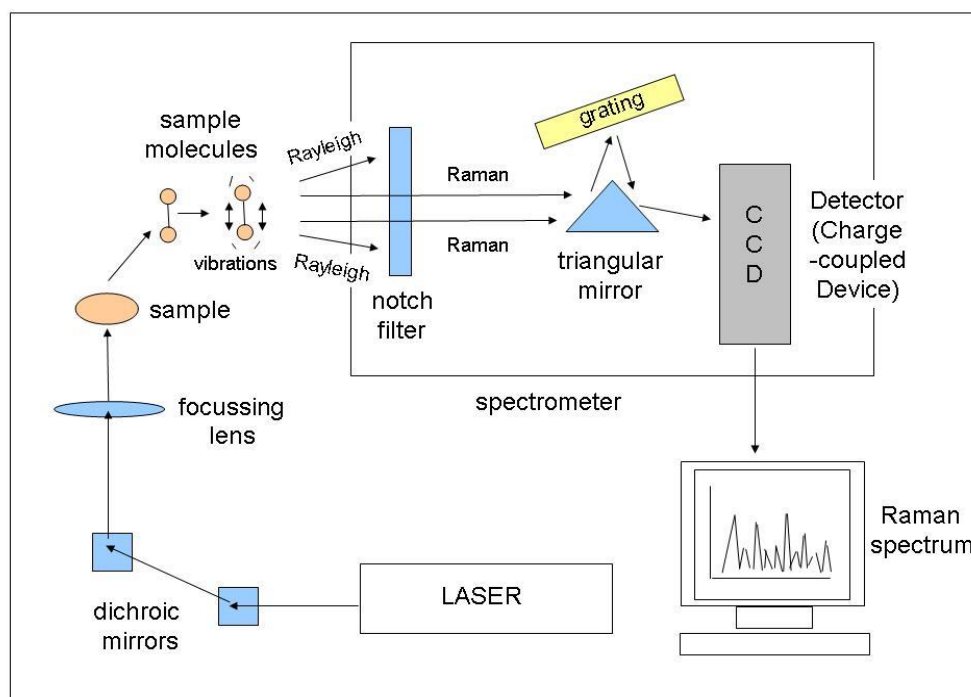 sample
molecules
vibrations
Rayleigh
Raman
Raman
Rayleigh
notch
filter
grating
triangular
mirror
C
C
D
Detector
(Charge
-coupled
Device)
spectrometer
sample
focussing
lens
dichroic
mirrors
LASER
Raman
spectrum